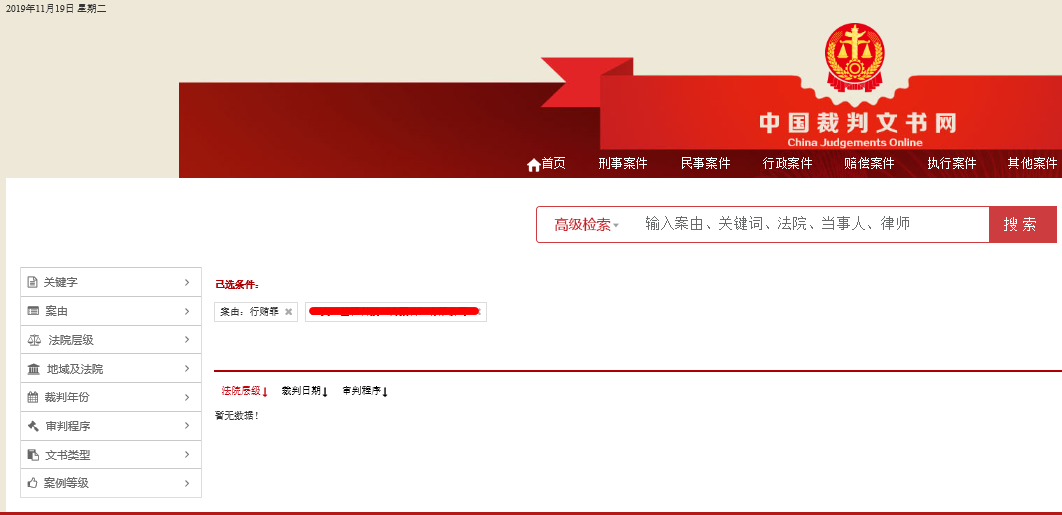 2019年11月19日 星期二
中国裁判文书网
China Judgements Online
首页 刑事案件 民事案件 行政案件 赔偿案件 执行案件 其他案件
高级检索 输入案由、关键词、法院、当事人、律师 搜索
关键字
案由
法院层级
地域及法院
裁判年份
审判程序
文书类型
案例等级
已选条件：
案由：行贿罪
法院层级 裁判日期 审判程序
暂无数据！